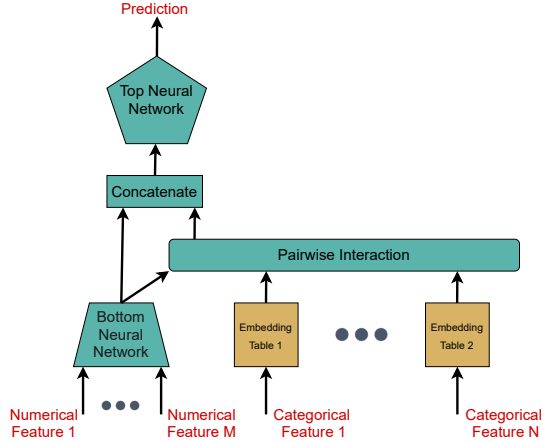 Prediction
Top Neural
Network
Concatenate
Pairwise Interaction
Bottom
Neural
Network
Embedding
Table 1
Embedding
Table 2
Numerical
Feature 1
Numerical
Feature M
Categorical
Feature 1
Categorical
Feature N